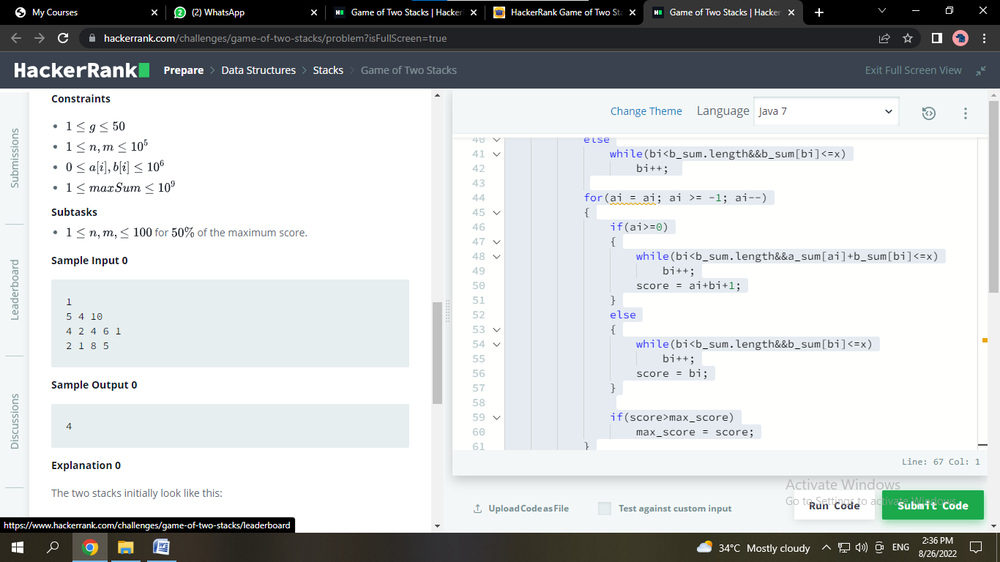 My Courses
(2) WhatsApp
Game of Two Stacks | Hacker
HackerRank Game of Two Sta
Game of Two Stacks | Hacker
hackerrank.com/challenges/game-of-two-stacks/problem?isFullScreen=true
HackerRank
Prepare > Data Structures > Stacks > Game of Two Stacks
Exit Full Screen View
Submissions
Leaderboard
Discussions
Constraints
• 1 ≤ g ≤ 50
• 1 ≤ n, m ≤ 10^5
• 0 ≤ a[i], b[i] ≤ 10^6
• 1 ≤ maxSum ≤ 10^9
Subtasks
• 1 ≤ n, m, ≤ 100 for 50% of the maximum score.
Sample Input 0
1
5 4 10
4 2 4 6 1
2 1 8 5
Sample Output 0
4
Explanation 0
The two stacks initially look like this:
https://www.hackerrank.com/challenges/game-of-two-stacks/leaderboard
Change Theme
Language
Java 7
40 else
41 while(bi<b_sum.length&&b_sum[bi]<=x)
42 bi++;
43
44 for(ai = ai; ai >= -1; ai--)
45 {
46 if(ai>=0)
47 {
48 while(bi<b_sum.length&&a_sum[ai]+b_sum[bi]<=x)
49 bi++;
50 score = ai+bi+1;
51 }
52 else
53 {
54 while(bi<b_sum.length&&b_sum[bi]<=x)
55 bi++;
56 score = bi;
57 }
58
59 if(score>max_score)
60 max_score = score;
61 }
Line: 67 Col: 1
Activate Windows
Go to Settings to activate Windows.
Upload Code as File
Test against custom input
Run Code
Submit Code
34°C Mostly cloudy
ENG
2:36 PM
8/26/2022